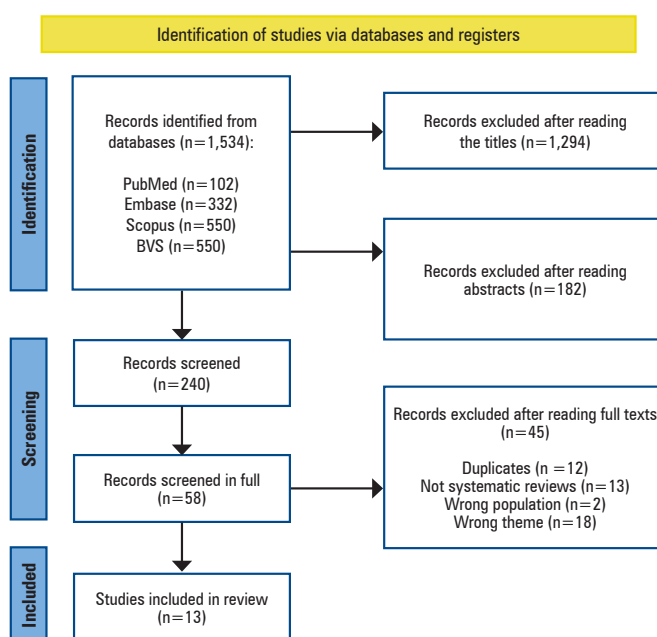 Identification of studies via databases and registers
Identification
Records identified from
databases (n=1,534):
PubMed (n=102)
Embase (n=332)
Scopus (n=550)
BVS (n=550)
Records excluded after reading
the titles (n=1,294)
Records excluded after reading
abstracts (n=182)
Screening
Records screened
(n=240)
Records screened in full
(n=58)
Records excluded after reading full texts
(n=45)
Duplicates (n =12)
Not systematic reviews (n=13)
Wrong population (n=2)
Wrong theme (n=18)
Included
Studies included in review
(n=13)